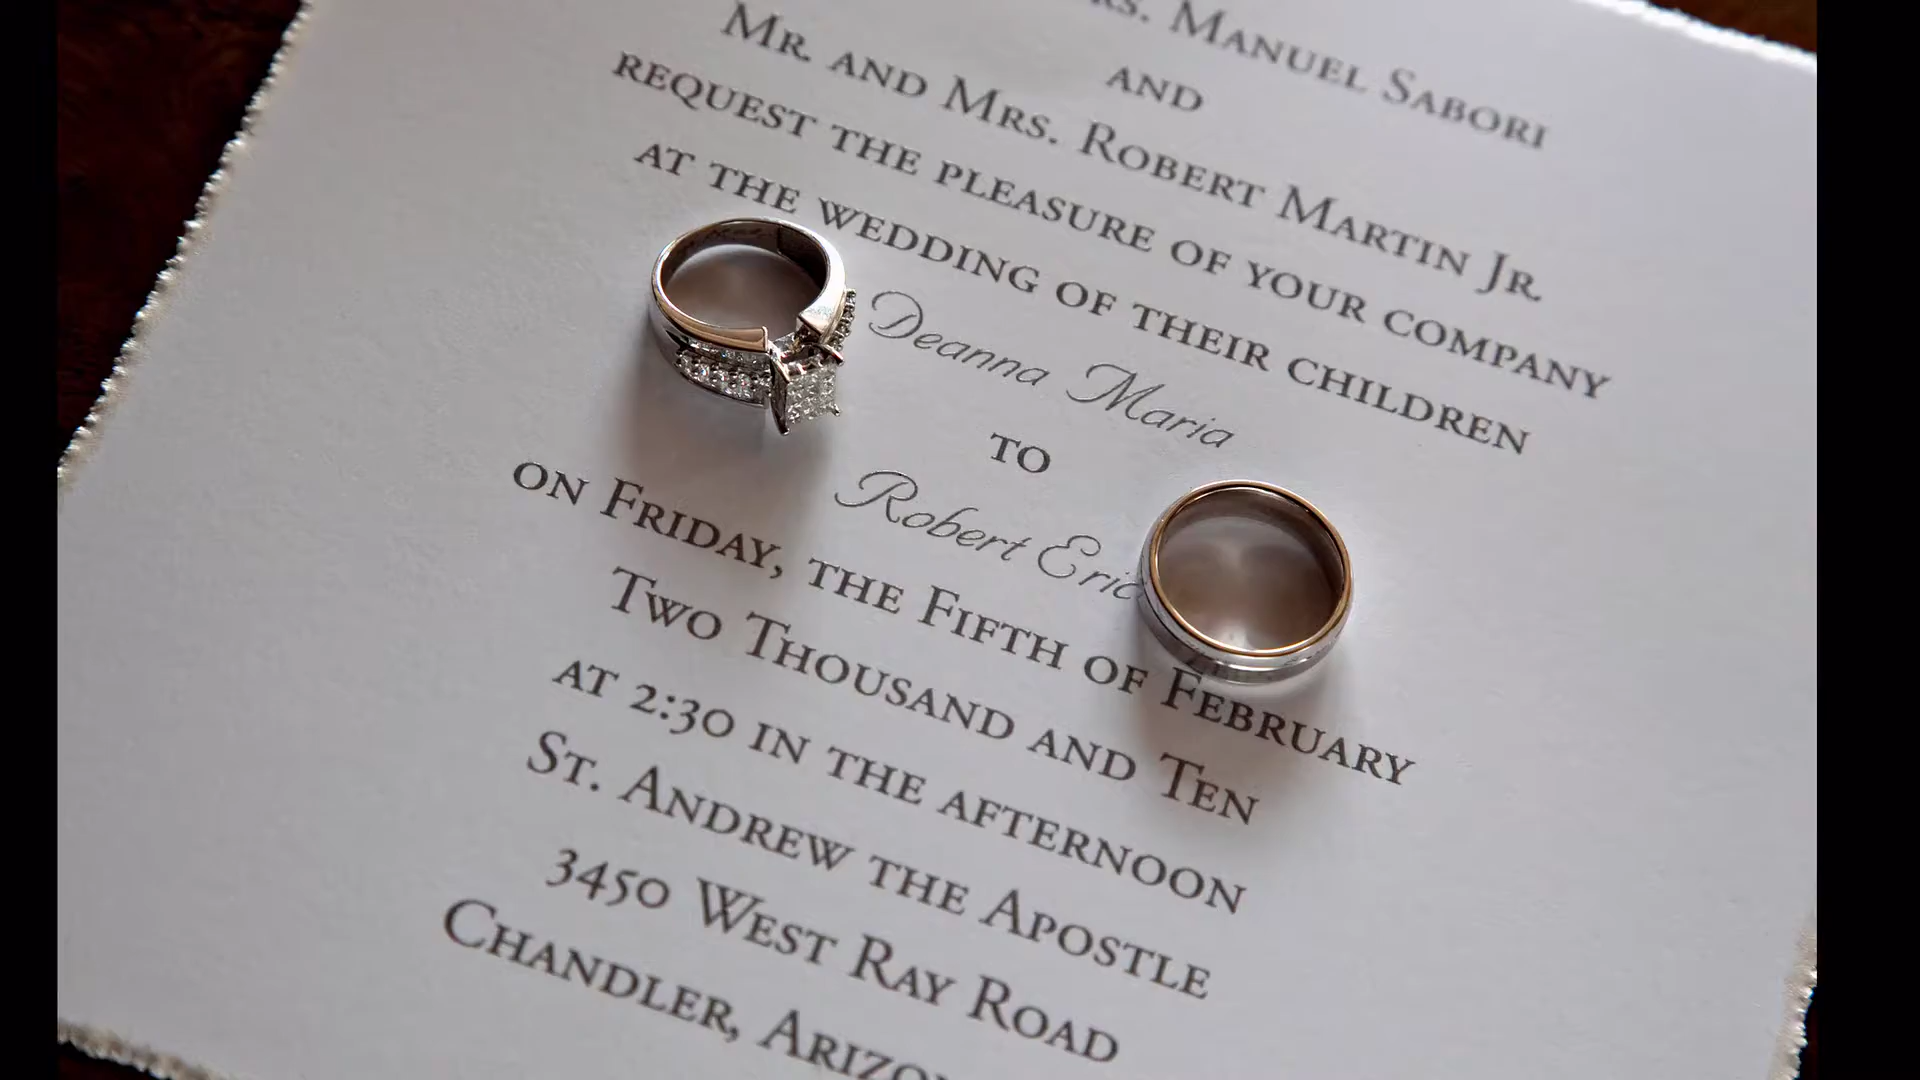 Manuel Sabori
and
Mr. and Mrs. Robert Martin Jr.
request the pleasure of your company
at the wedding of their children
Deanna Maria
to
Robert Eric
on Friday, the Fifth of February
Two Thousand and Ten
at 2:30 in the afternoon
St. Andrew the Apostle
3450 West Ray Road
Chandler,